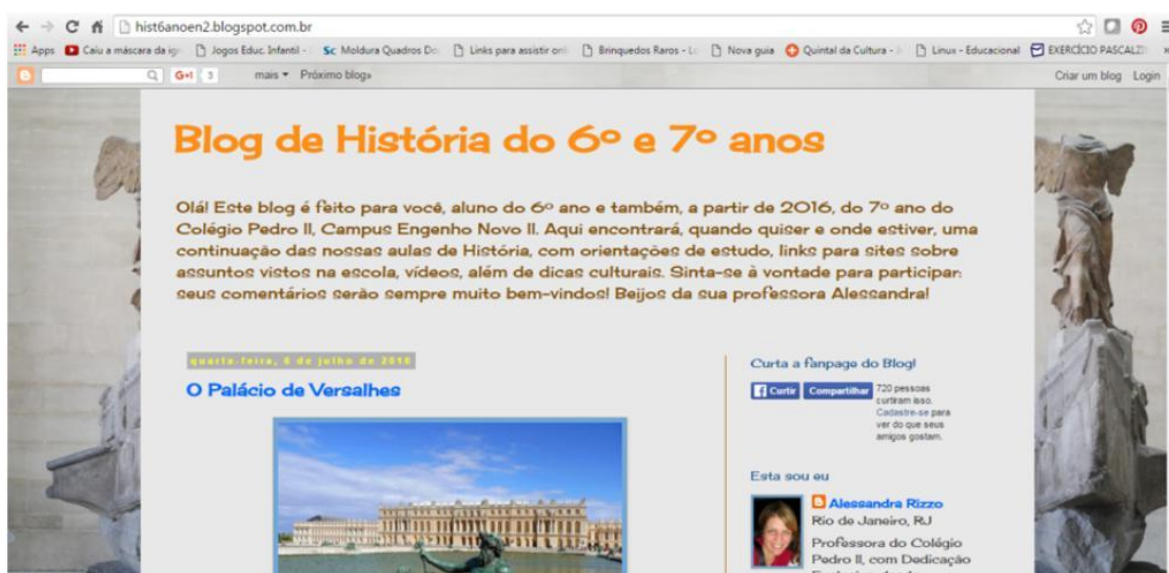 hist6anoen2.blogspot.com.br
Apps Caiu a máscara da ig Jogos Educ. Infantil - Moldura Quadros Do Links para assistir onli Brinquedos Raros - Lo Nova guia Quintal da Cultura - J Linux - Educacional EXERCÍCIO PASCALZI »
G+1 3 mais Próximo blog» Criar um blog Login
Blog de História do 6º e 7º anos
Olá! Este blog é feito para você, aluno do 6º ano e também, a partir de 2016, do 7º ano do
Colégio Pedro II, Campus Engenho Novo II. Aqui encontrará, quando quiser e onde estiver, uma
continuação das nossas aulas de História, com orientações de estudo, links para sites sobre
assuntos vistos na escola, vídeos, além de dicas culturais. Sinta-se à vontade para participar:
seus comentários serão sempre muito bem-vindos! Beijos da sua professora Alessandra!
quarta-feira, 6 de julho de 2016
O Palácio de Versalhes
Curta a fanpage do Blog!
Curtir Compartilhar 720 pessoas
curtiram isso.
Cadastre-se para
ver do que seus
amigos gostam.
Esta sou eu
Alessandra Rizzo
Rio de Janeiro, RJ
Professora do Colégio
Pedro II, com Dedicação